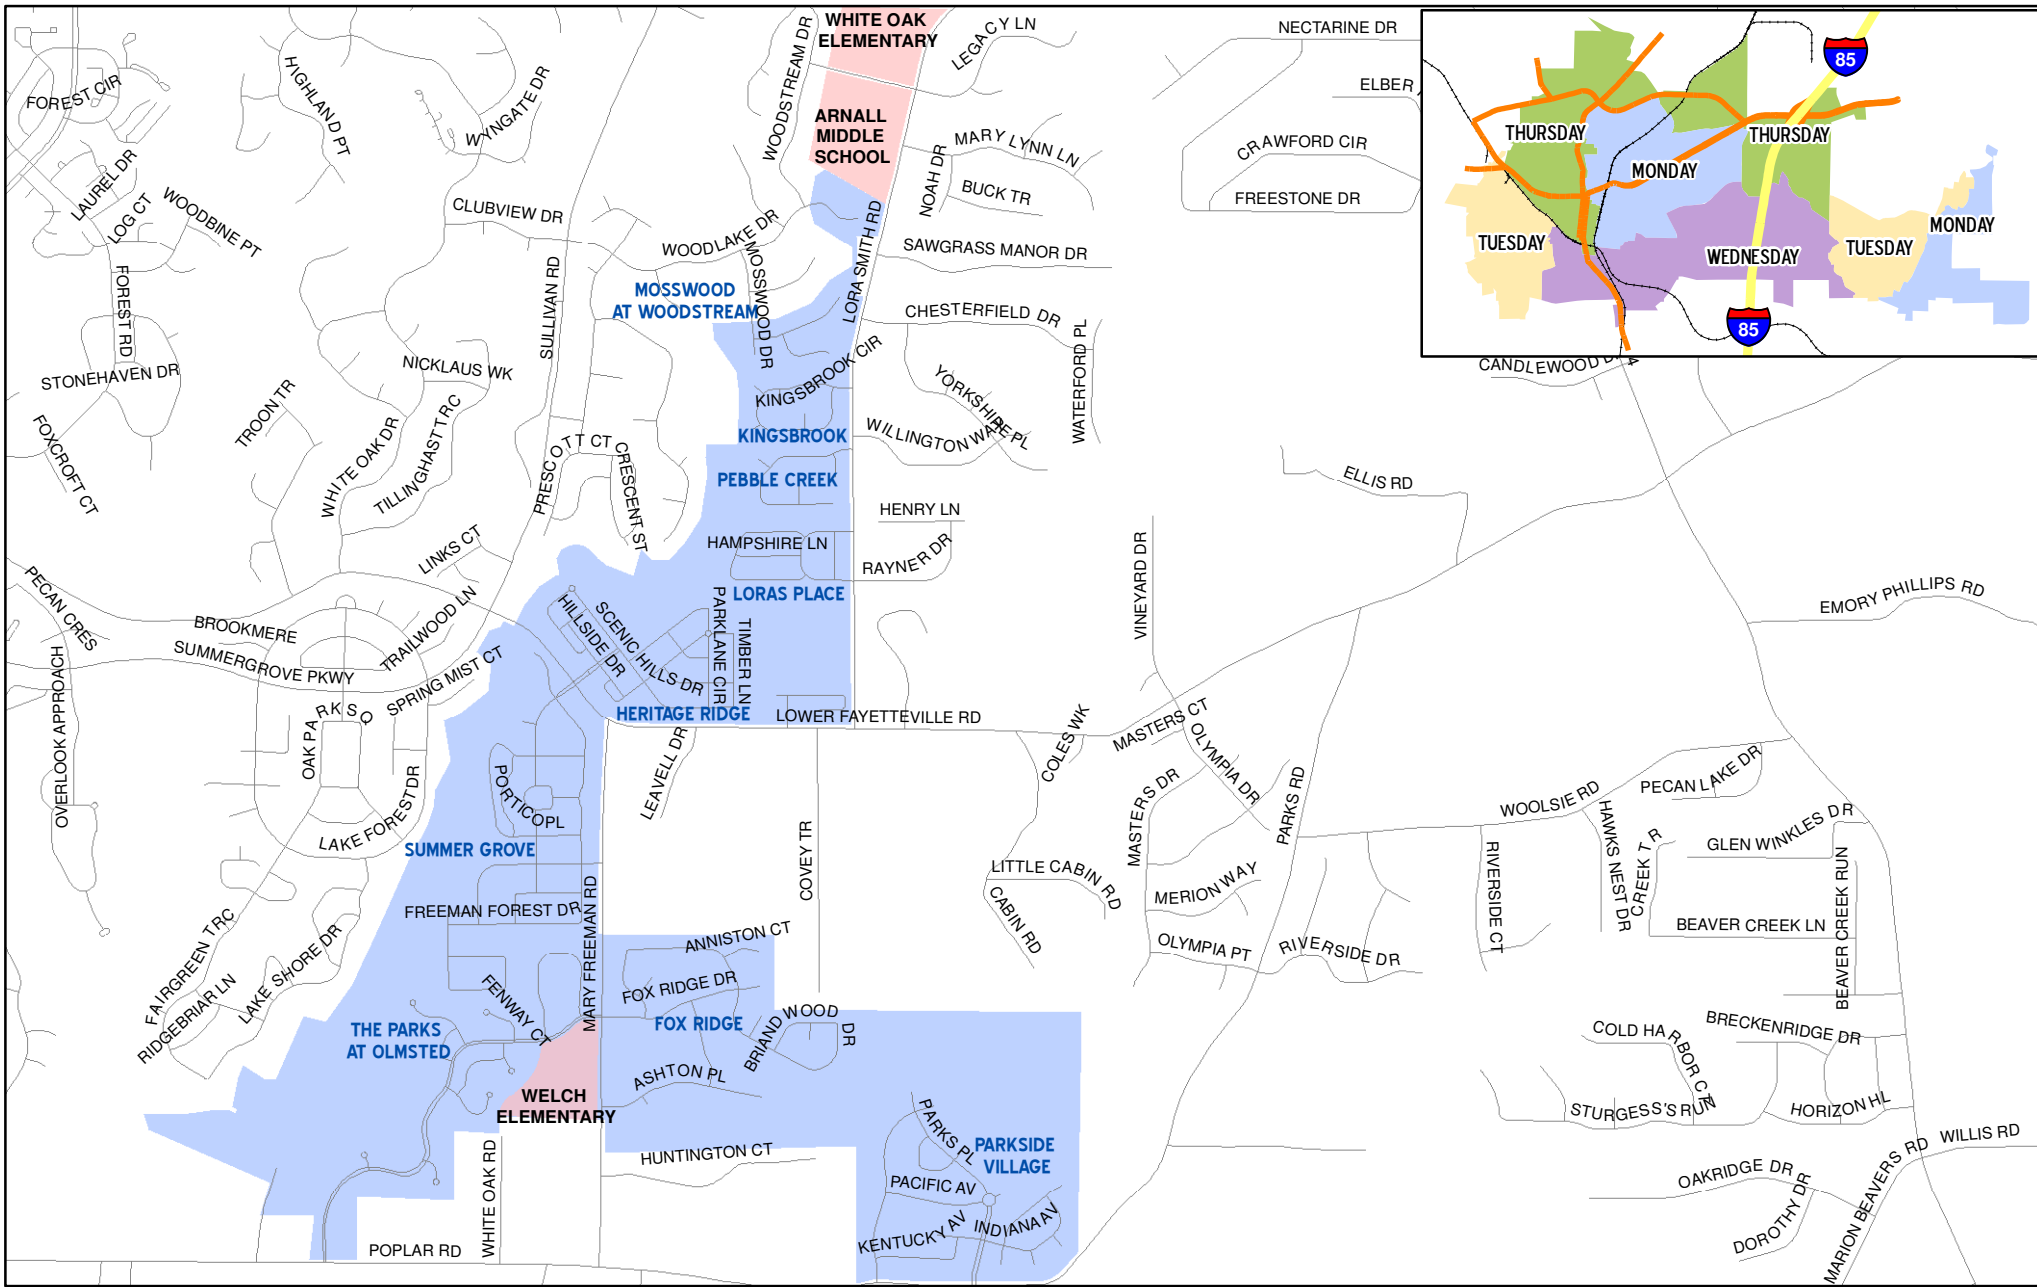 WHITE OAK
ELEMENTARY
WOODSTREAM DR
LEGACY LN
NECTARINE DR
ELBER
FOREST CIR
HIGHLAND PT
WYNGATE DR
ARNALL
MIDDLE
SCHOOL
MARY LYNN LN
NOAH DR
BUCK TR
CRAWFORD CIR
FREESTONE DR
LAUREL DR
LOG CT
WOODBINE PT
CLUBVIEW DR
WOODLAKE DR
MOSSWOOD DR
LORA SMITH RD
SAWGRASS MANOR DR
FOREST RD
SULLIVAN RD
MOSSWOOD
AT WOODSTREAM
CHESTERFIELD DR
WATERFORD PL
STONEHAVEN DR
NICKLAUS WK
KINGSBROOK CIR
YORKSHIRE PL
TROON TR
FOXCROFT CT
WHITE OAK DR
TILLINGHAST TRC
PRESCOTT CT
CRESCENT ST
KINGSBROOK
WILLINGTON WAY
PEBBLE CREEK
HENRY LN
HAMPSHIRE LN
RAYNER DR
LINKS CT
LORAS PLACE
85
THURSDAY
THURSDAY
MONDAY
TUESDAY
WEDNESDAY
TUESDAY
MONDAY
85
ELLIS RD
VINEYARD DR
EMORY PHILLIPS RD
PECAN CRES
BROOKMERE
SUMMERGROVE PKWY
TRAILWOOD LN
SPRING MIST CT
HILLSIDE DR
SCENIC HILLS DR
PARKLANE CIR
TIMBER LN
HERITAGE RIDGE
LOWER FAYETTEVILLE RD
OVERLOOK APPROACH
OAK PARK SQ
LEAVELL DR
COLES WK
MASTERS CT
OLYMPIA DR
PORTICO PL
LAKE FOREST DR
SUMMER GROVE
COVEY TR
MASTERS DR
PARKS RD
WOOLSIE RD
PECAN LAKE DR
HAWKS NEST DR
CREEK TR
GLEN WINKLES DR
LITTLE CABIN RD
CABIN RD
MERION WAY
RIVERSIDE CT
BEAVER CREEK LN
BEAVER CREEK RUN
FREEMAN FOREST DR
MARY FREEMAN RD
ANNISTON CT
OLYMPIA PT
RIVERSIDE DR
FAIRGREEN TRC
RIDGEBRIAR LN
LAKE SHORE DR
FENWAY CT
FOX RIDGE DR
FOX RIDGE
BRIANDWOOD DR
THE PARKS
AT OLMSTED
ASHTON PL
COLD HARBOR
BRECKENRIDGE DR
WELCH
ELEMENTARY
STURGESS'S RUN
HORIZON HL
PARKS PL
PARKSIDE
VILLAGE
HUNTINGTON CT
WHITE OAK RD
PACIFIC AV
KENTUCKY AV
INDIANA AV
POPLAR RD
OAKRIDGE DR
DOROTHY DR
MARION BEAVERS RD
WILLIS RD